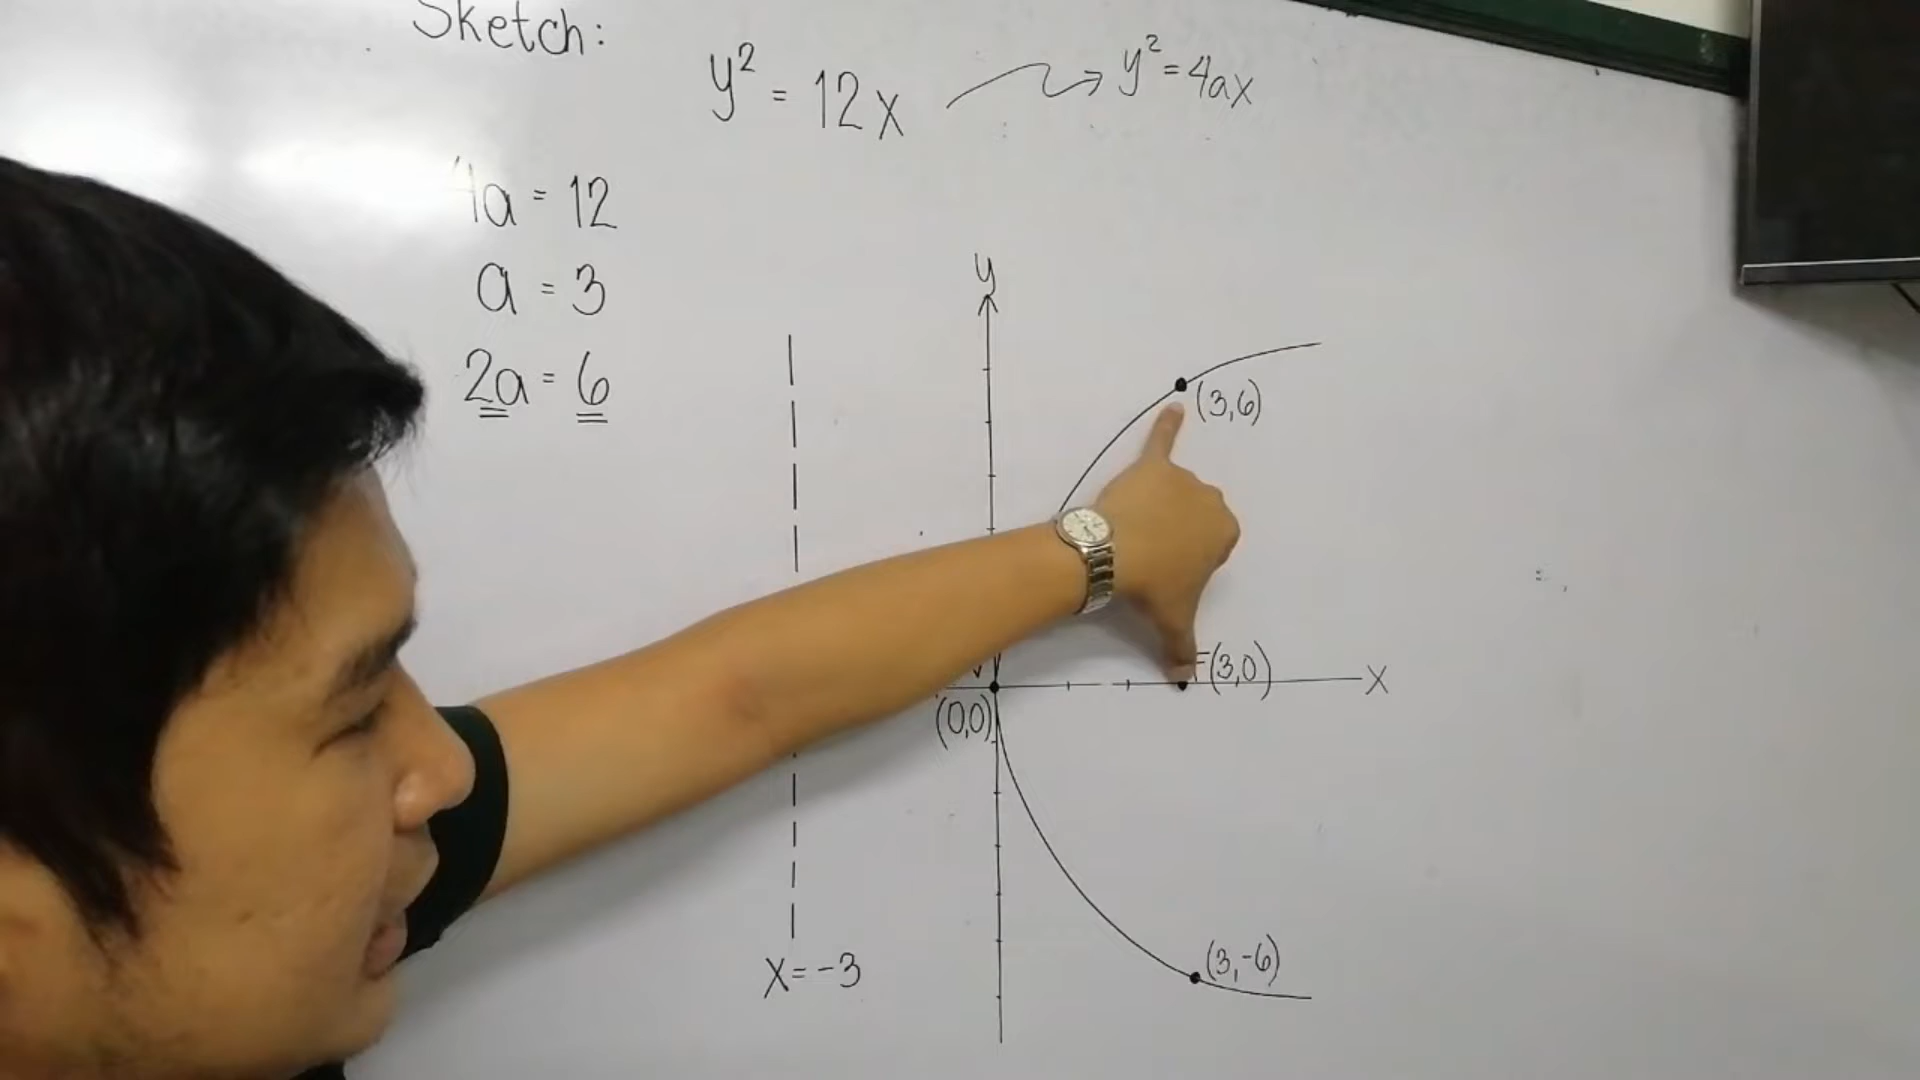 Sketch:
y² = 12x
y² = 4ax
4a = 12
a = 3
2a = 6
y
(3,6)
F(3,0)
x
(0,0)
(3,-6)
x = -3